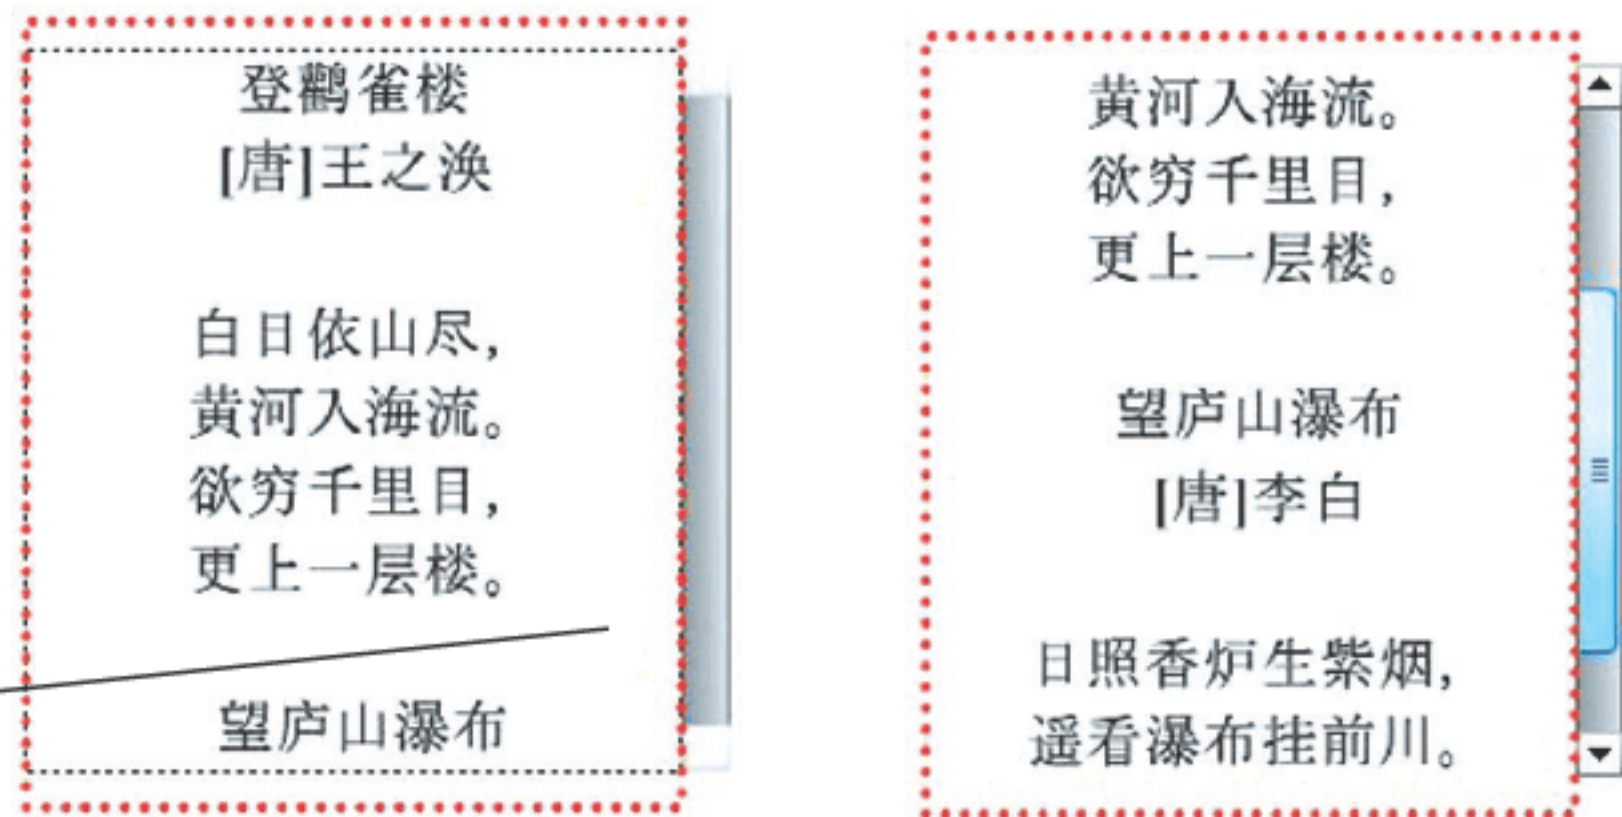 登鹳雀楼
[唐]王之涣
白日依山尽,
黄河入海流。
欲穷千里目,
更上一层楼。
望庐山瀑布
黄河入海流。
欲穷千里目,
更上一层楼。
望庐山瀑布
[唐]李白
日照香炉生紫烟,
遥看瀑布挂前川。